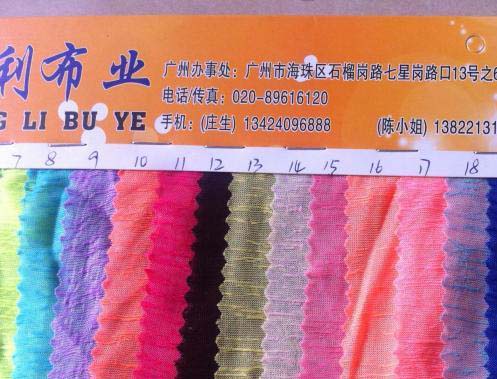 利布业
广州办事处：广州市海珠区石榴岗路七星岗路口13号之6
电话/传真：020-89616120
G LI BU YE
手机：(庄生) 13424096888 (陈小姐) 13822131
7 8 9 10 11 12 13 14 15 16 17 18